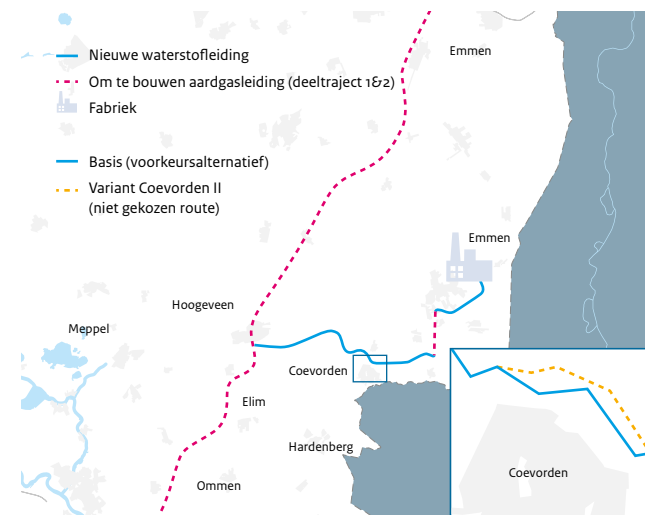 Emmen
Nieuwe waterstofleiding
Om te bouwen aardgasleiding (deeltraject 1&2)
Fabriek
Basis (voorkeursalternatief)
Variant Coevorden II
(niet gekozen route)
Emmen
Hoogeveen
Meppel
Coevorden
Elim
Hardenberg
Coevorden
Ommen